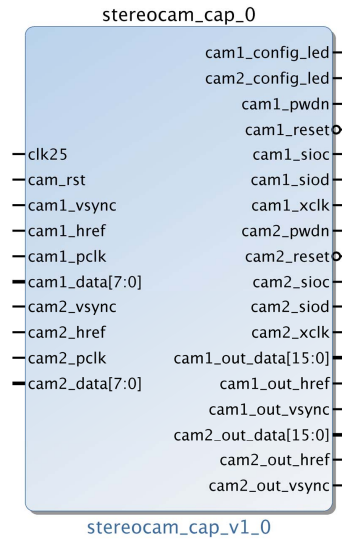 stereocam_cap_0
cam1_config_led
cam2_config_led
cam1_pwdn
cam1_reset
clk25 cam1_sioc
cam_rst cam1_siod
cam1_vsync cam1_xclk
cam1_href cam2_pwdn
cam1_pclk cam2_reset
cam1_data[7:0] cam2_sioc
cam2_vsync cam2_siod
cam2_href cam2_xclk
cam2_pclk cam1_out_data[15:0]
cam2_data[7:0] cam1_out_href
cam1_out_vsync
cam2_out_data[15:0]
cam2_out_href
cam2_out_vsync
stereocam_cap_v1_0